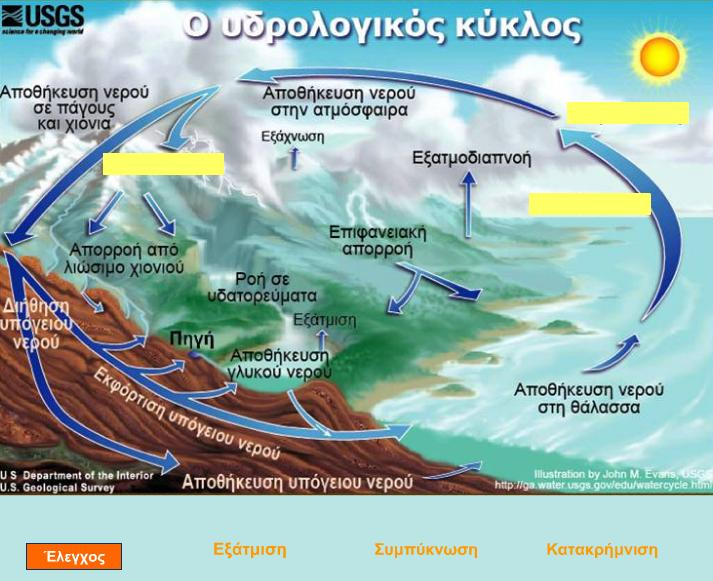 USGS
science for a changing world
Ο υδρολογικός κύκλος
Αποθήκευση νερού
σε πάγους
και χιόνια
Αποθήκευση νερού
στην ατμόσφαιρα
Εξάχνωση
Εξατμοδιαπνοή
Απορροή από
λιώσιμο χιονιού
Επιφανειακή
απορροή
Ροή σε
υδατορεύματα
Διήθηση
υπόγειου
νερού
Πηγή
Εξάτμιση
Αποθήκευση
γλυκού νερού
Εκφόρτιση υπόγειου νερού
Αποθήκευση νερού
στη θάλασσα
Αποθήκευση υπόγειου νερού
U S Department of the Interior
U.S. Geological Survey
Illustration by John M. Evans, USGS
http://ga.water.usgs.gov/edu/watercycle.html
Έλεγχος
Εξάτμιση
Συμπύκνωση
Κατακρήμνιση